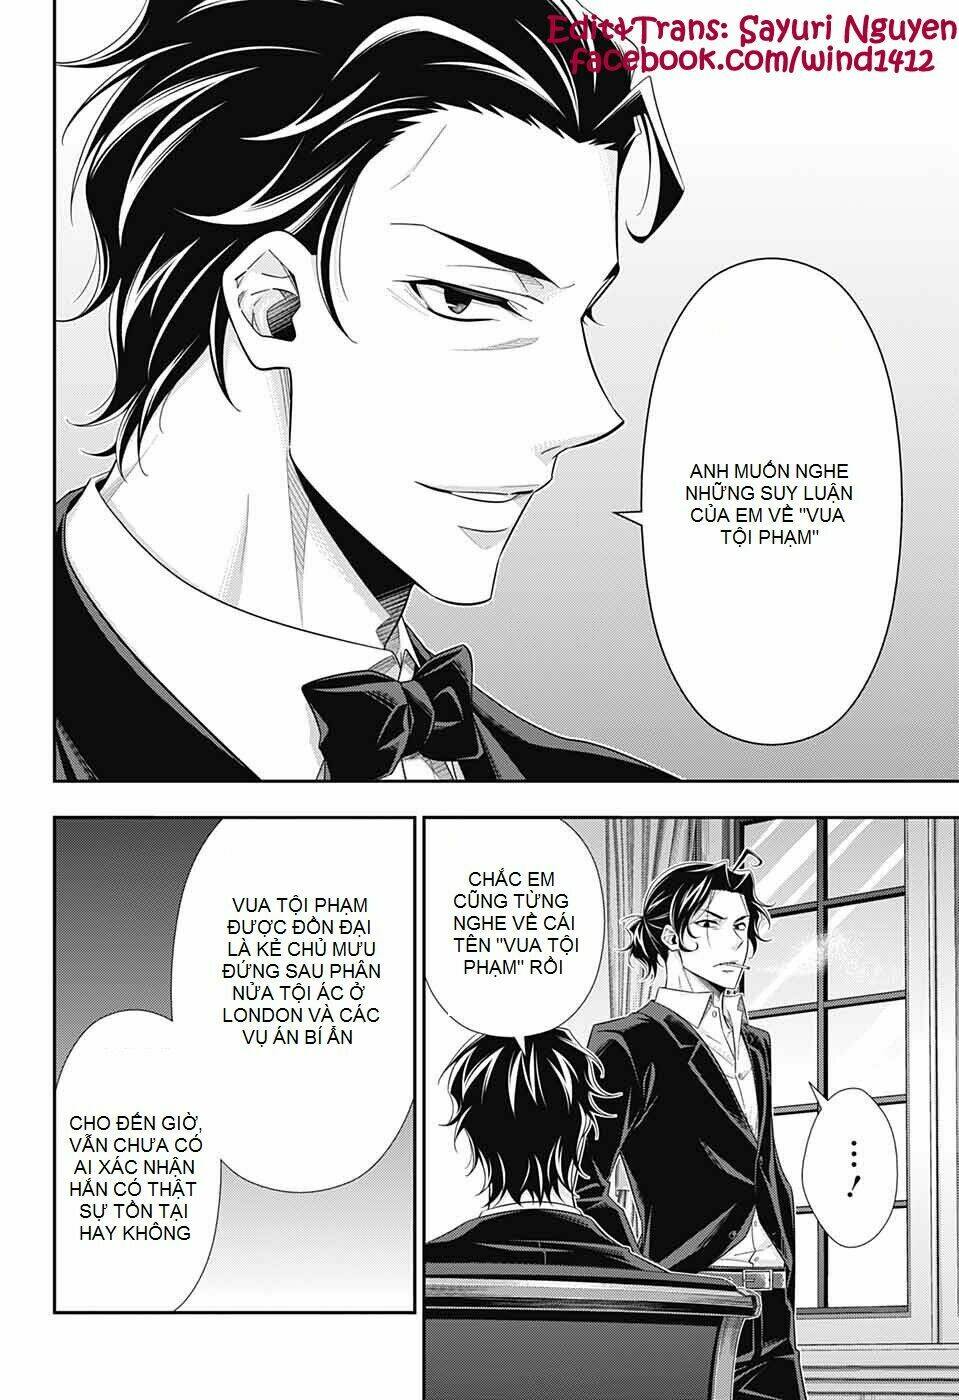 Edit&Trans: Sayuri Nguyen
facebook.com/wind1412
ANH MUỐN NGHE
NHỮNG SUY LUẬN
CỦA EM VỀ "VUA
TỘI PHẠM"
CHẮC EM
CŨNG TỪNG
NGHE VỀ CÁI
TÊN "VUA TỘI
PHẠM" RỒI
...!
VUA TỘI PHẠM
ĐƯỢC ĐỒN ĐẠI
LÀ KẺ CHỦ MƯU
ĐỨNG SAU PHÂN
NỬA TỘI ÁC Ở
LONDON VÀ CÁC
VỤ ÁN BÍ ẨN
CHO ĐẾN GIỜ,
VẪN CHƯA CÓ
AI XÁC NHẬN
HẮN CÓ THẬT
SỰ TỒN TẠI
HAY KHÔNG